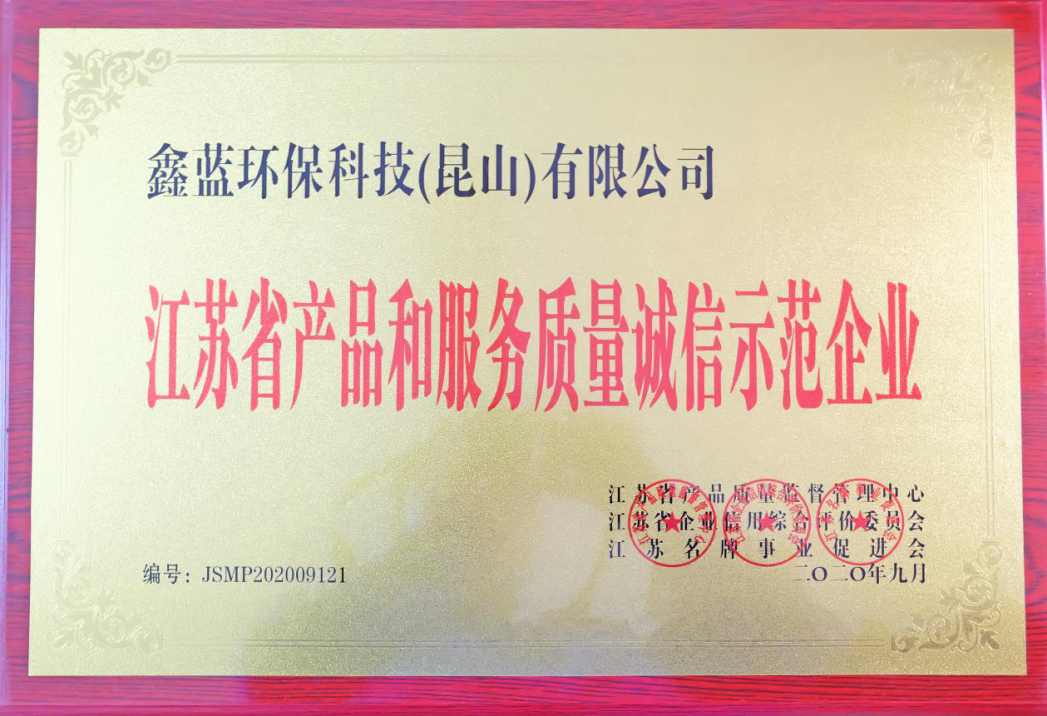 鑫蓝环保科技(昆山)有限公司
江苏省产品和服务质量诚信示范企业
江苏省产品质量监督管理中心
江苏省企业信用综合评价委员会
江苏名牌事业促进会
二〇二〇年九月
编号：JSMP202009121